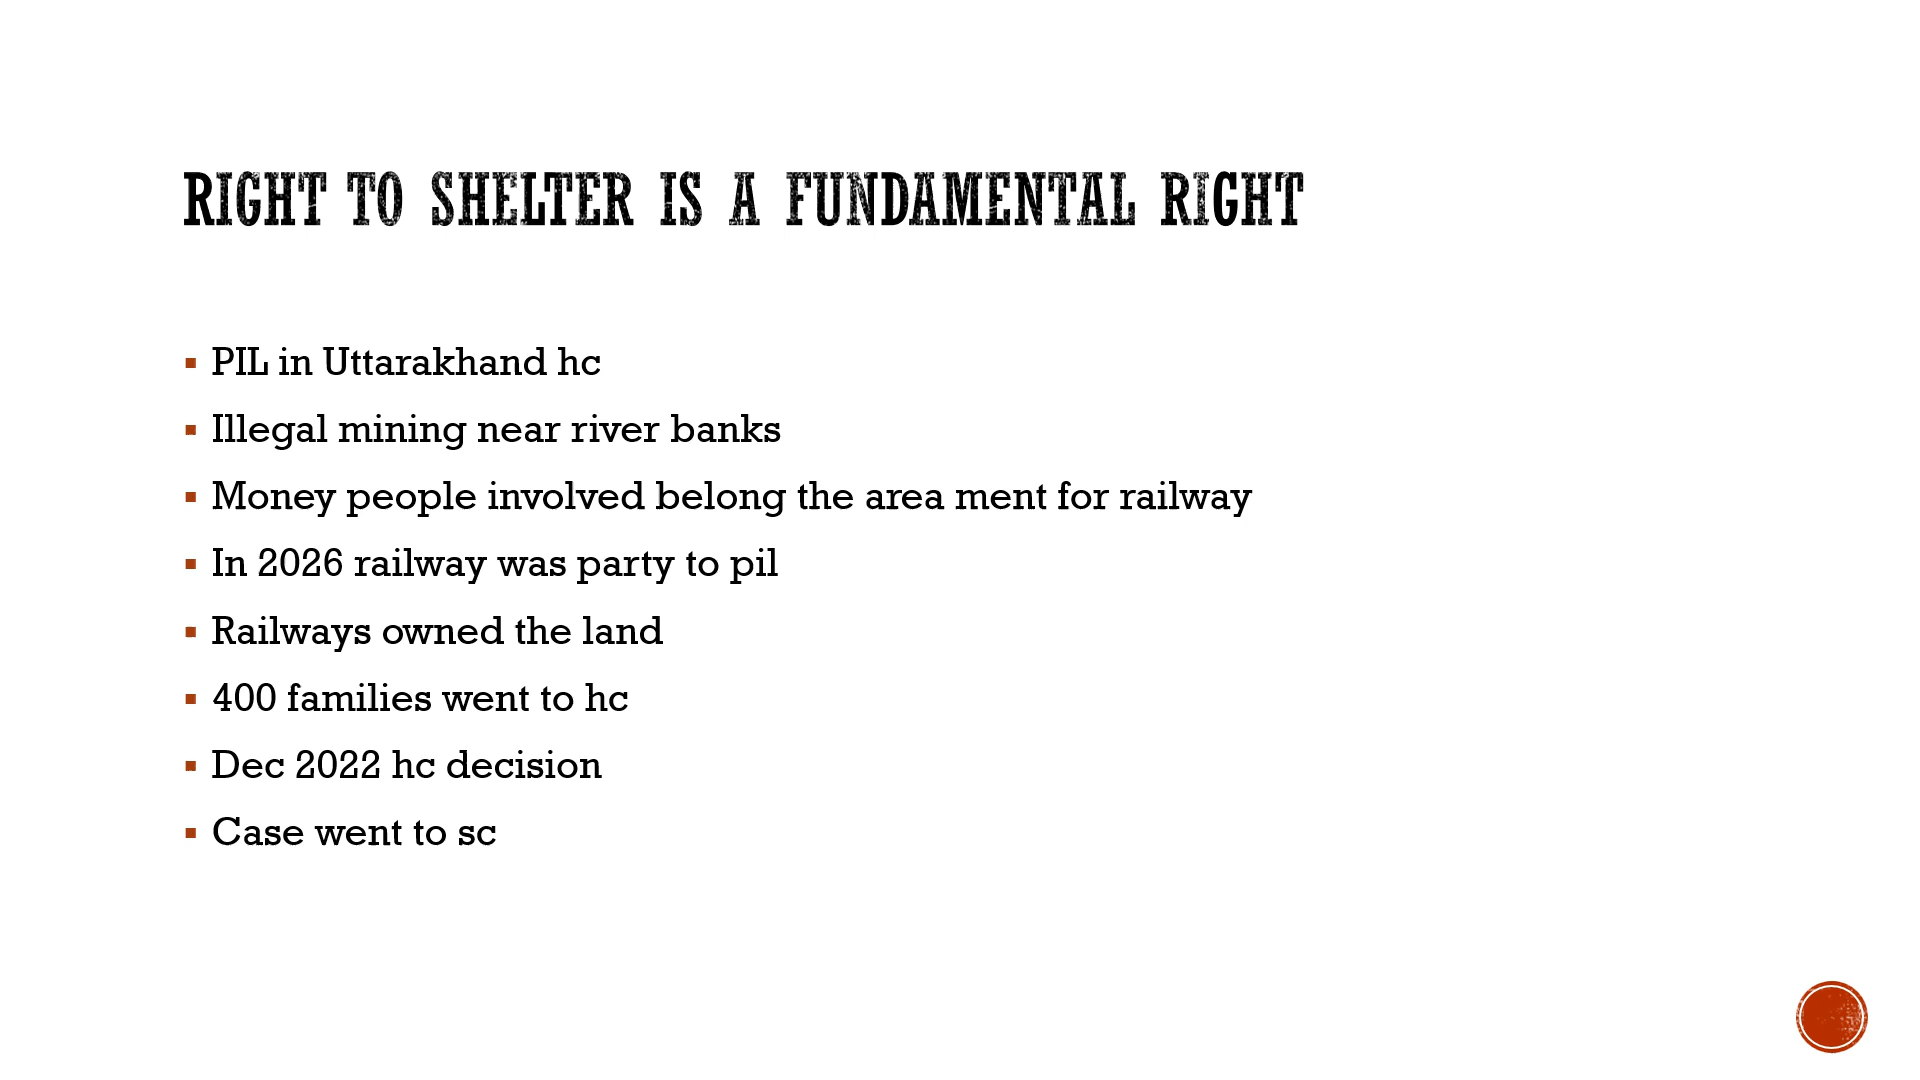 RIGHT TO SHELTER IS A FUNDAMENTAL RIGHT
PIL in Uttarakhand hc
Illegal mining near river banks
Money people involved belong the area ment for railway
In 2026 railway was party to pil
Railways owned the land
400 families went to hc
Dec 2022 hc decision
Case went to sc